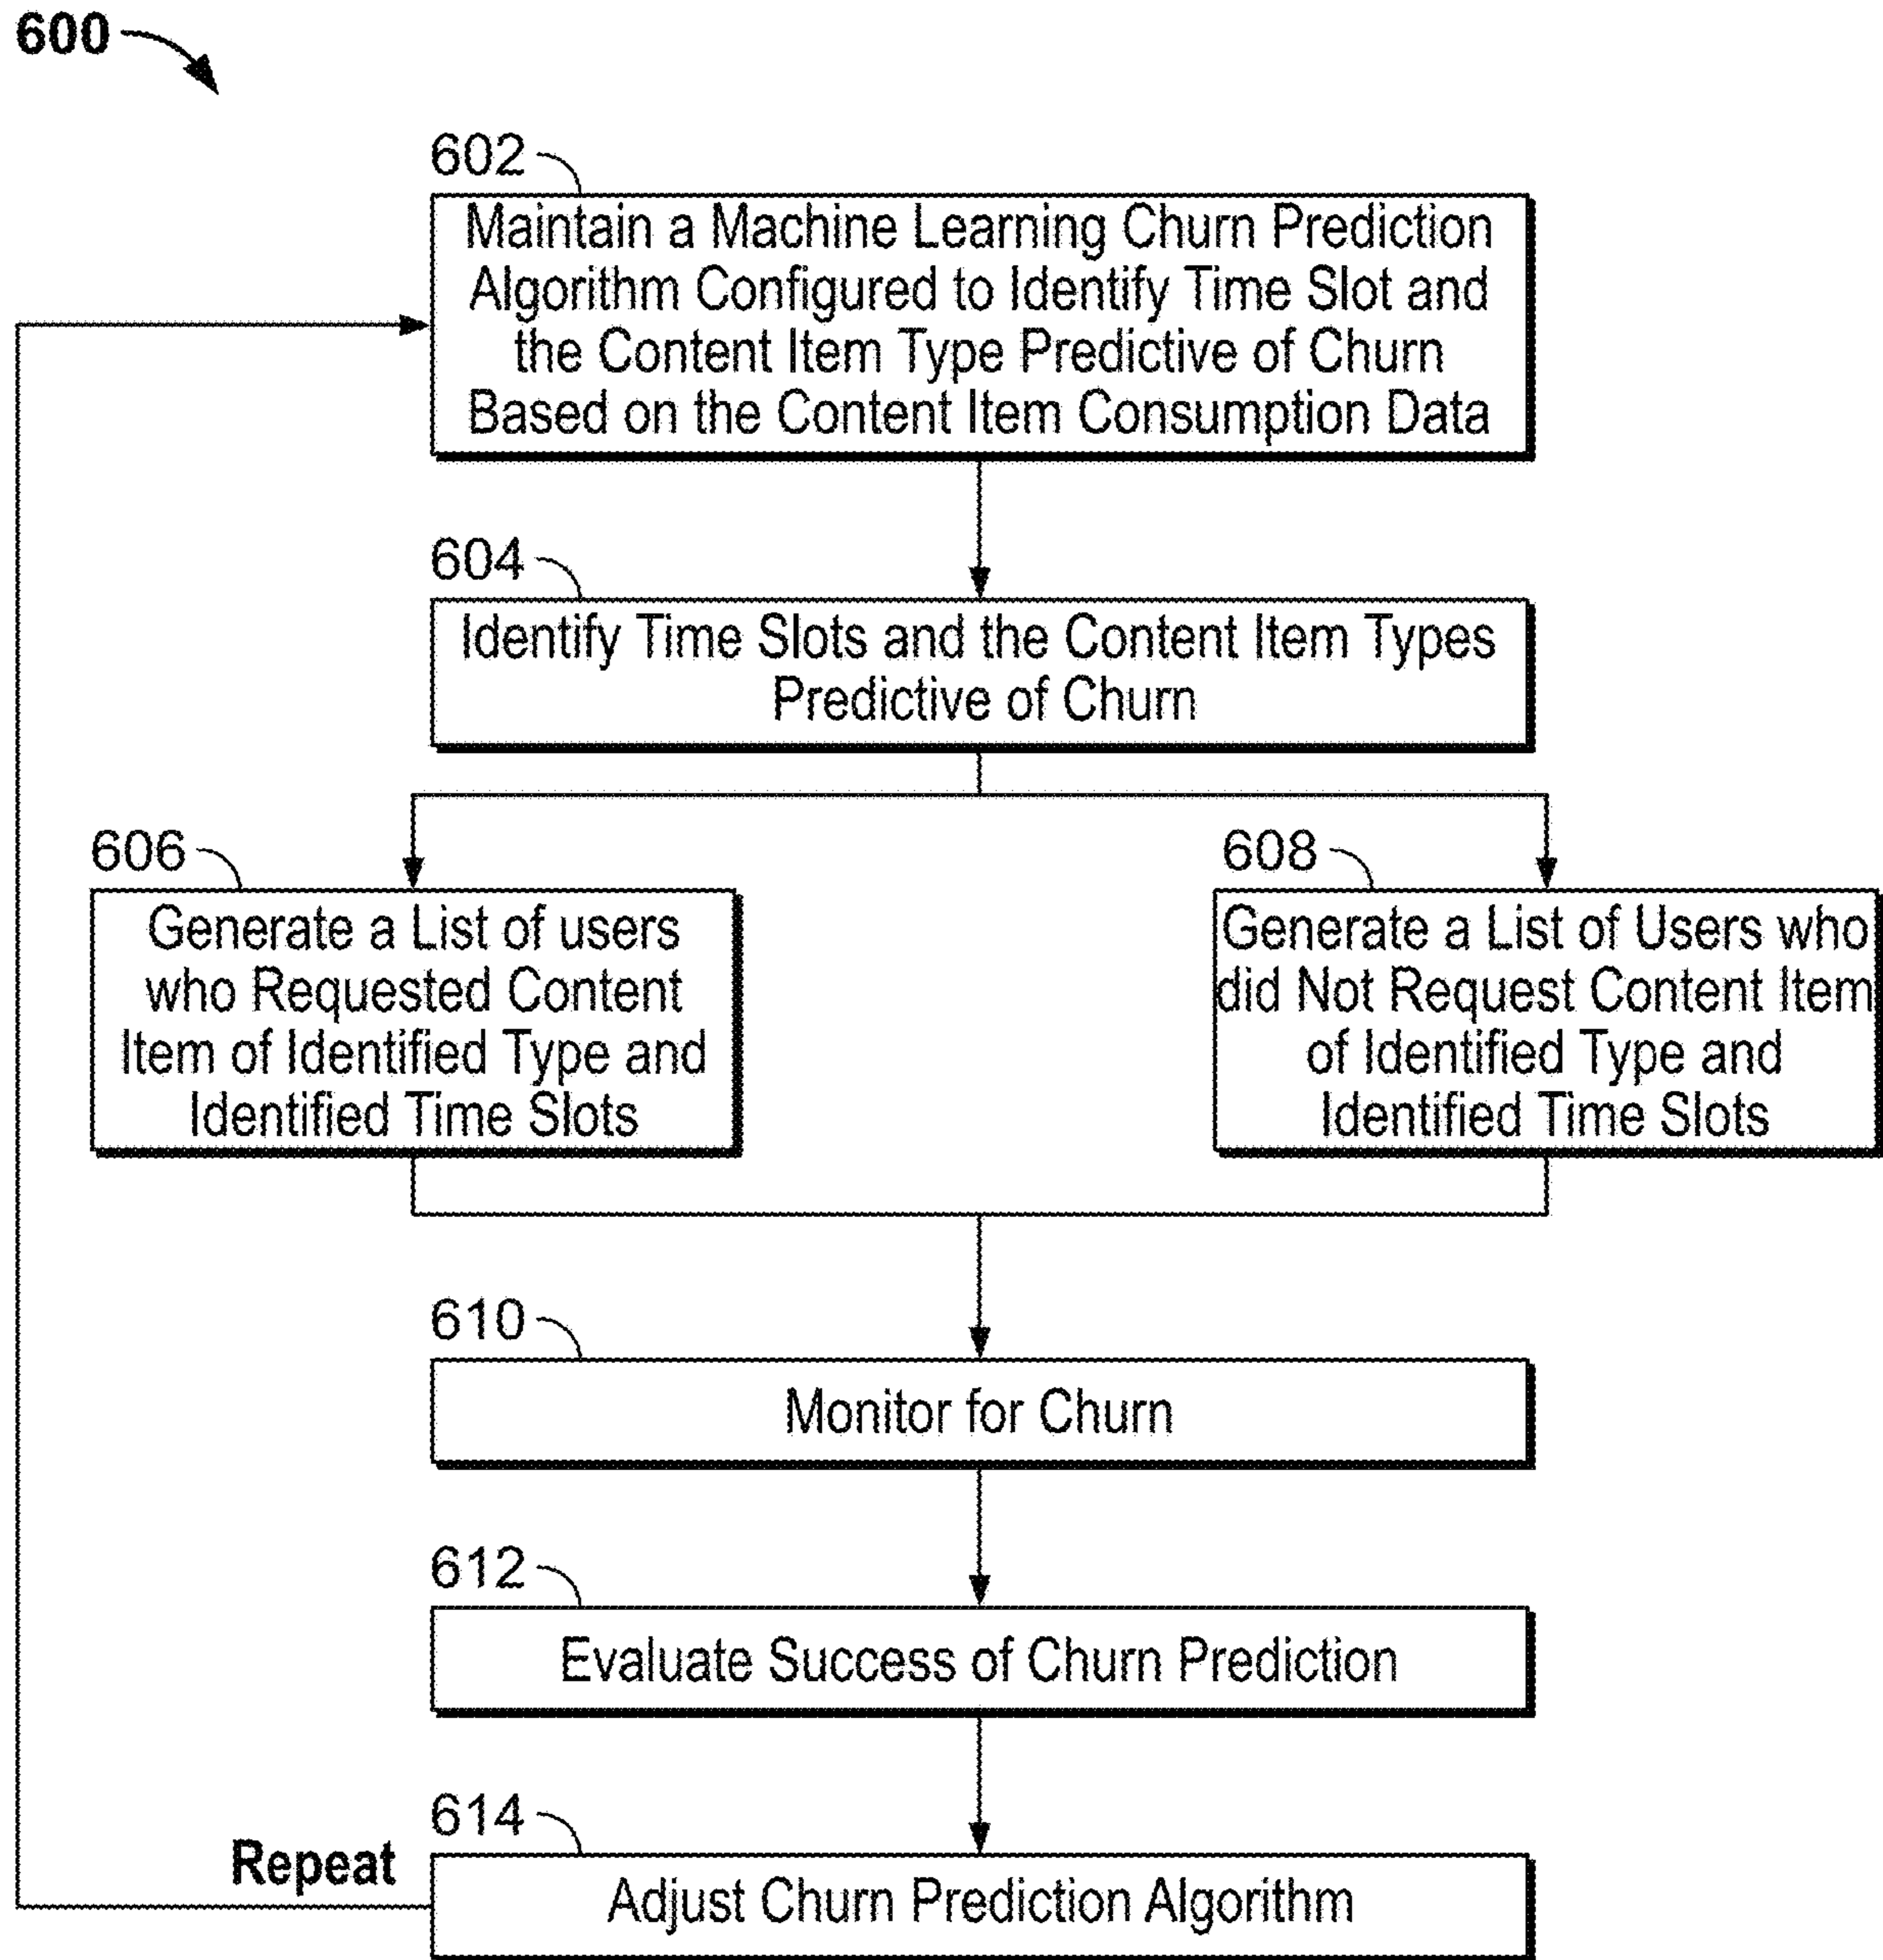 600
602
Maintain a Machine Learning Churn Prediction
Algorithm Configured to Identify Time Slot and
the Content Item Type Predictive of Churn
Based on the Content Item Consumption Data
604
Identify Time Slots and the Content Item Types
Predictive of Churn
606
Generate a List of users
who Requested Content
Item of Identified Type and
Identified Time Slots
608
Generate a List of Users who
did Not Request Content Item
of Identified Type and
Identified Time Slots
610
Monitor for Churn
612
Evaluate Success of Churn Prediction
614
Repeat
Adjust Churn Prediction Algorithm